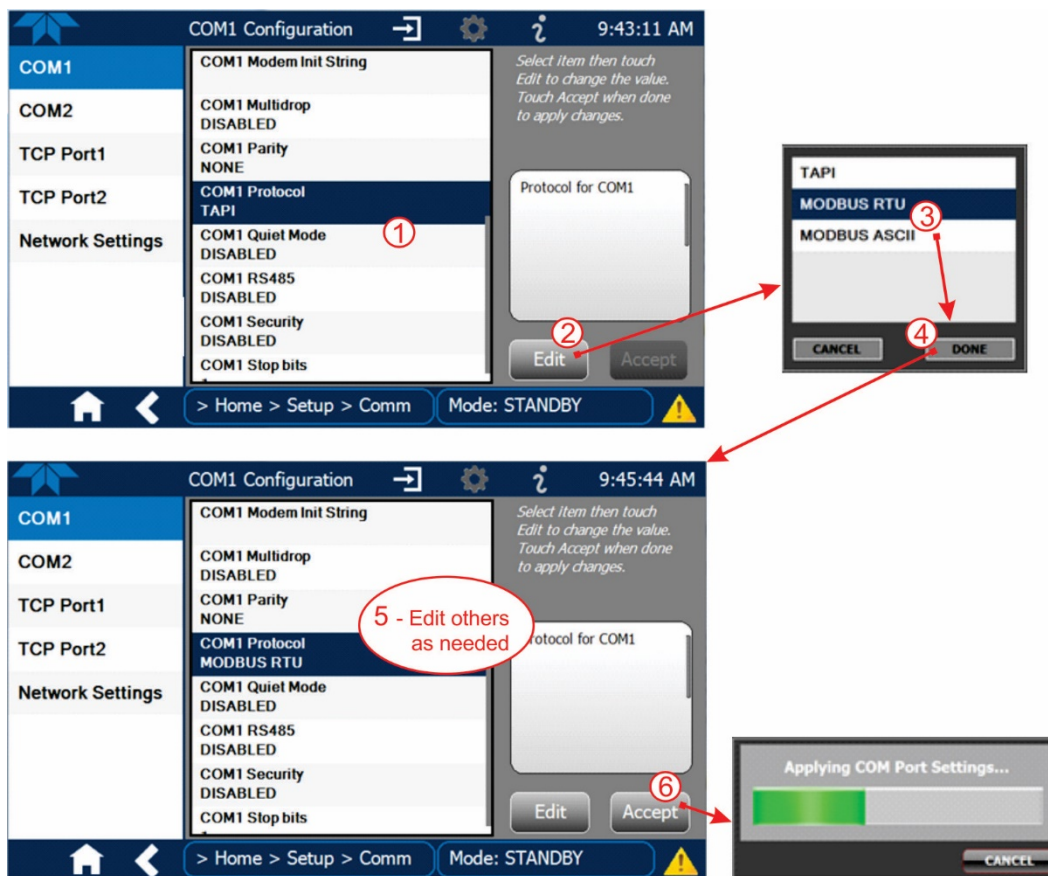 COM1 Configuration
9:43:11 AM
COM1
COM2
TCP Port1
TCP Port2
Network Settings
COM1 Modem Init String
COM1 Multidrop
DISABLED
COM1 Parity
NONE
COM1 Protocol
TAPI
COM1 Quiet Mode
DISABLED
COM1 RS485
DISABLED
COM1 Security
DISABLED
COM1 Stop bits
1
Select item then touch
Edit to change the value.
Touch Accept when done
to apply changes.
Protocol for COM1
2
Edit
Accept
> Home > Setup > Comm
Mode: STANDBY
TAPI
MODBUS RTU
3
MODBUS ASCII
4
CANCEL
DONE
COM1 Configuration
9:45:44 AM
COM1
COM2
TCP Port1
TCP Port2
Network Settings
COM1 Modem Init String
COM1 Multidrop
DISABLED
COM1 Parity
NONE
COM1 Protocol
MODBUS RTU
COM1 Quiet Mode
DISABLED
COM1 RS485
DISABLED
COM1 Security
DISABLED
COM1 Stop bits
5 - Edit others
as needed
Select item then touch
Edit to change the value.
Touch Accept when done
to apply changes.
rotocol for COM1
6
Edit
Accept
> Home > Setup > Comm
Mode: STANDBY
Applying COM Port Settings...
CANCEL